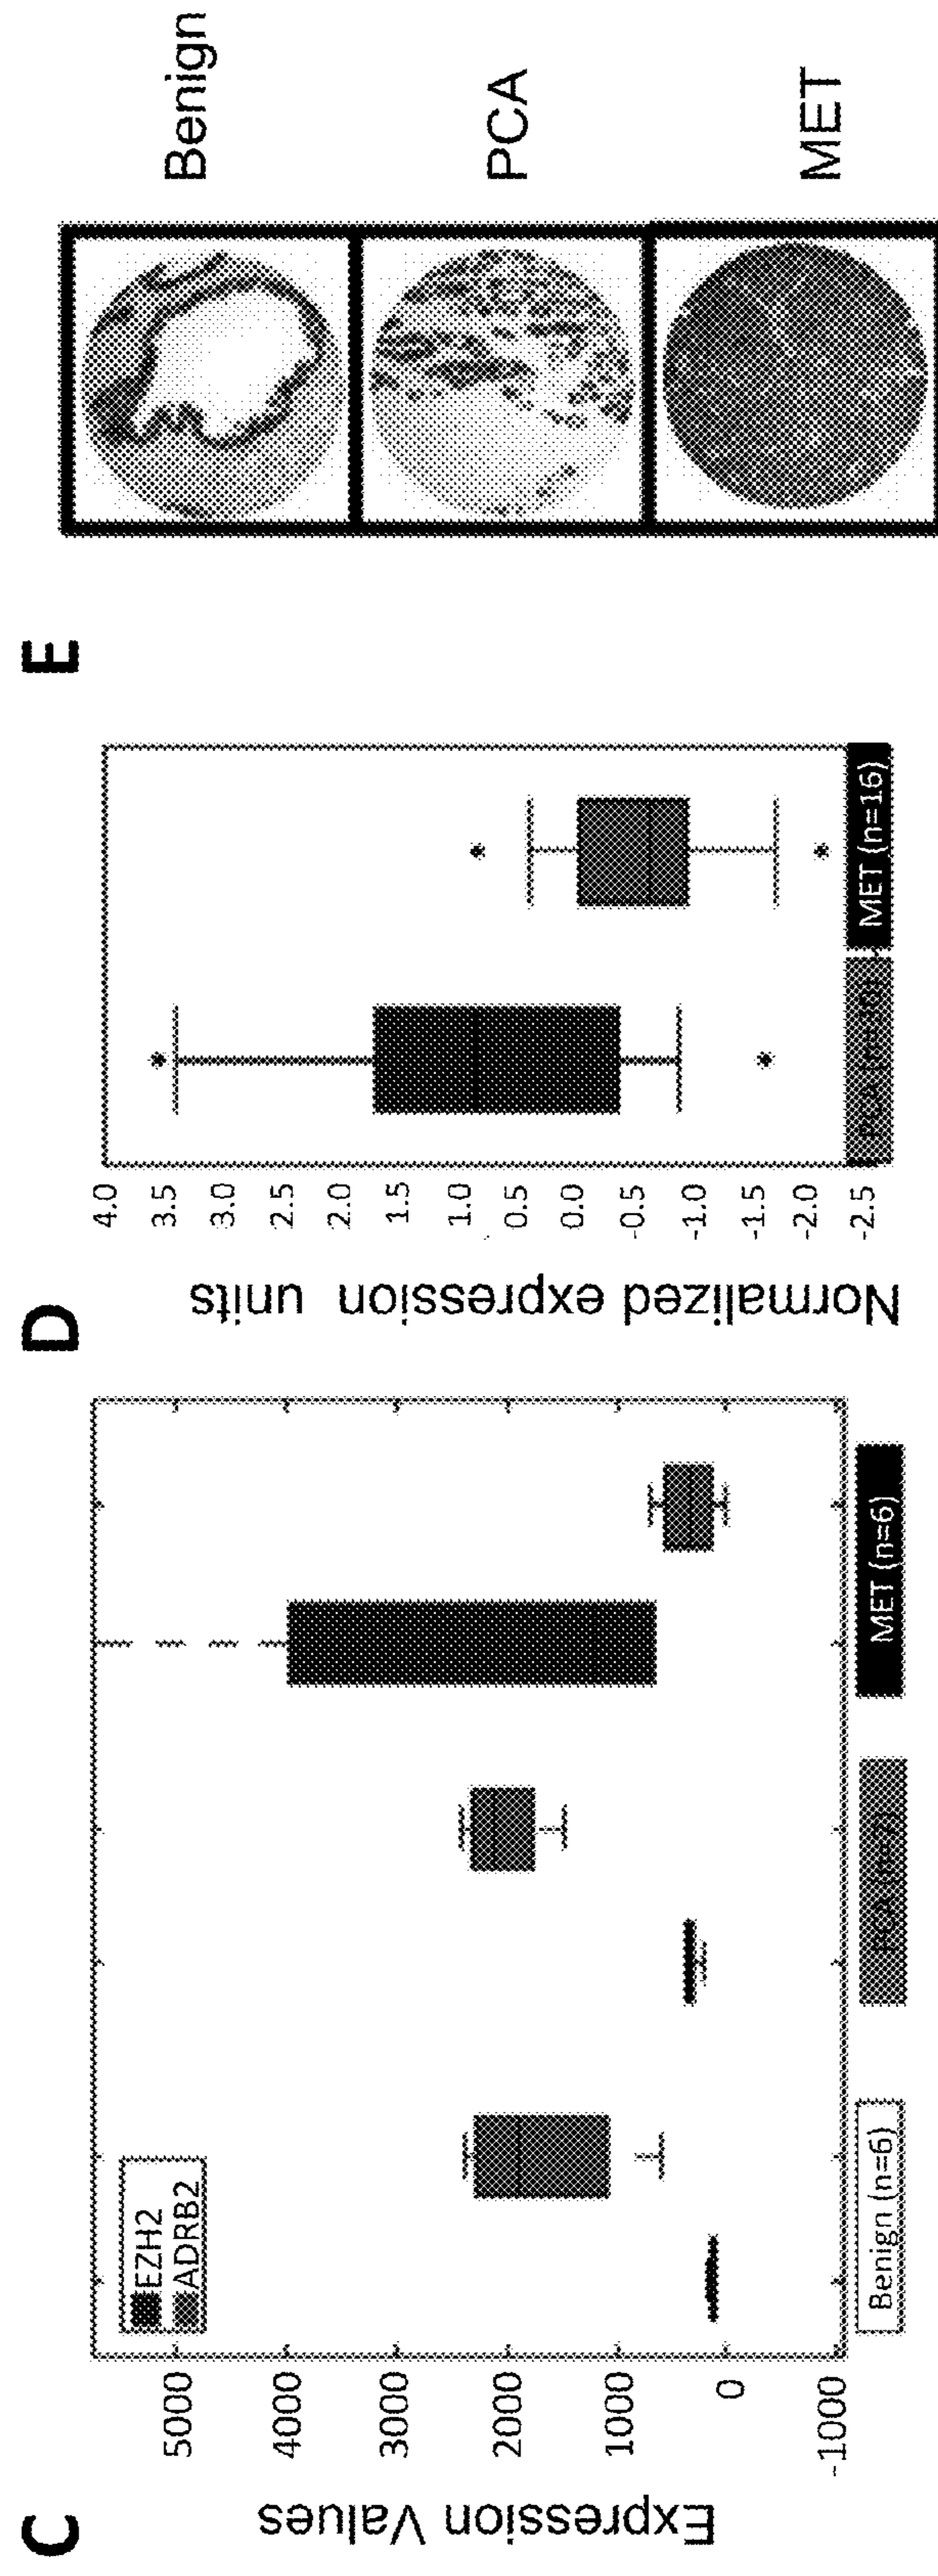 C
Expression Values
5000
4000
3000
2000
1000
0
-1000
EZH2
ADRB2
Benign (n=6)
MET (n=6)
D
Normalized expression units
4.0
3.5
3.0
2.5
2.0
1.5
1.0
0.5
0.0
-0.5
-1.0
-1.5
-2.0
-2.5
MET (n=16)
E
Benign
PCA
MET